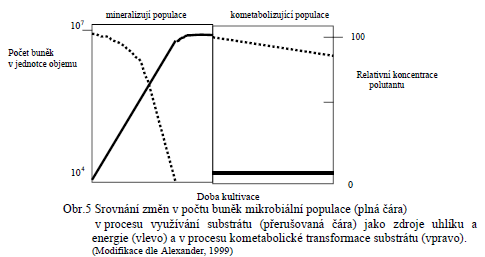 mineralizují populace
kometabolizující populace
10⁷
100
Počet buněk
v jednotce objemu
Relativní koncentrace
polutantu
10⁴
0
Doba kultivace
Obr.5 Srovnání změn v počtu buněk mikrobiální populace (plná čára)
v procesu využívání substrátu (přerušovaná čára) jako zdroje uhlíku a
energie (vlevo) a v procesu kometabolické transformace substrátu (vpravo).
(Modifikace dle Alexander, 1999)